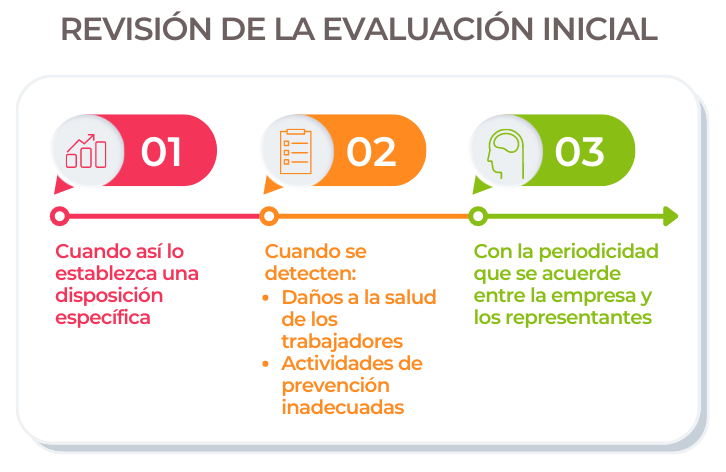 REVISIÓN DE LA EVALUACIÓN INICIAL
01
Cuando así lo
establezca una
disposición
específica
02
Cuando se
detecten:
• Daños a la salud
de los
trabajadores
• Actividades de
prevención
inadecuadas
03
Con la periodicidad
que se acuerde
entre la empresa y
los representantes